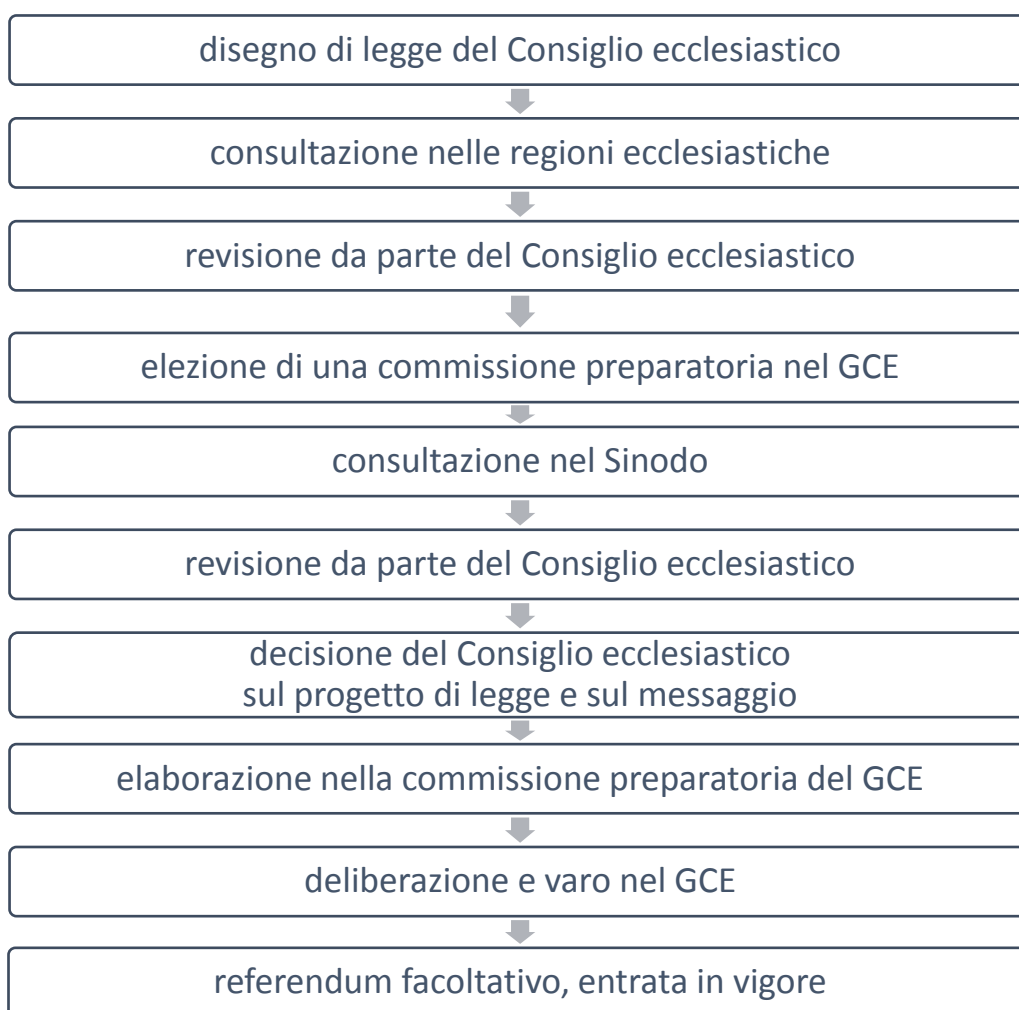 disegno di legge del Consiglio ecclesiastico
consultazione nelle regioni ecclesiastiche
revisione da parte del Consiglio ecclesiastico
elezione di una commissione preparatoria nel GCE
consultazione nel Sinodo
revisione da parte del Consiglio ecclesiastico
decisione del Consiglio ecclesiastico
sul progetto di legge e sul messaggio
elaborazione nella commissione preparatoria del GCE
deliberazione e varo nel GCE
referendum facoltativo, entrata in vigore